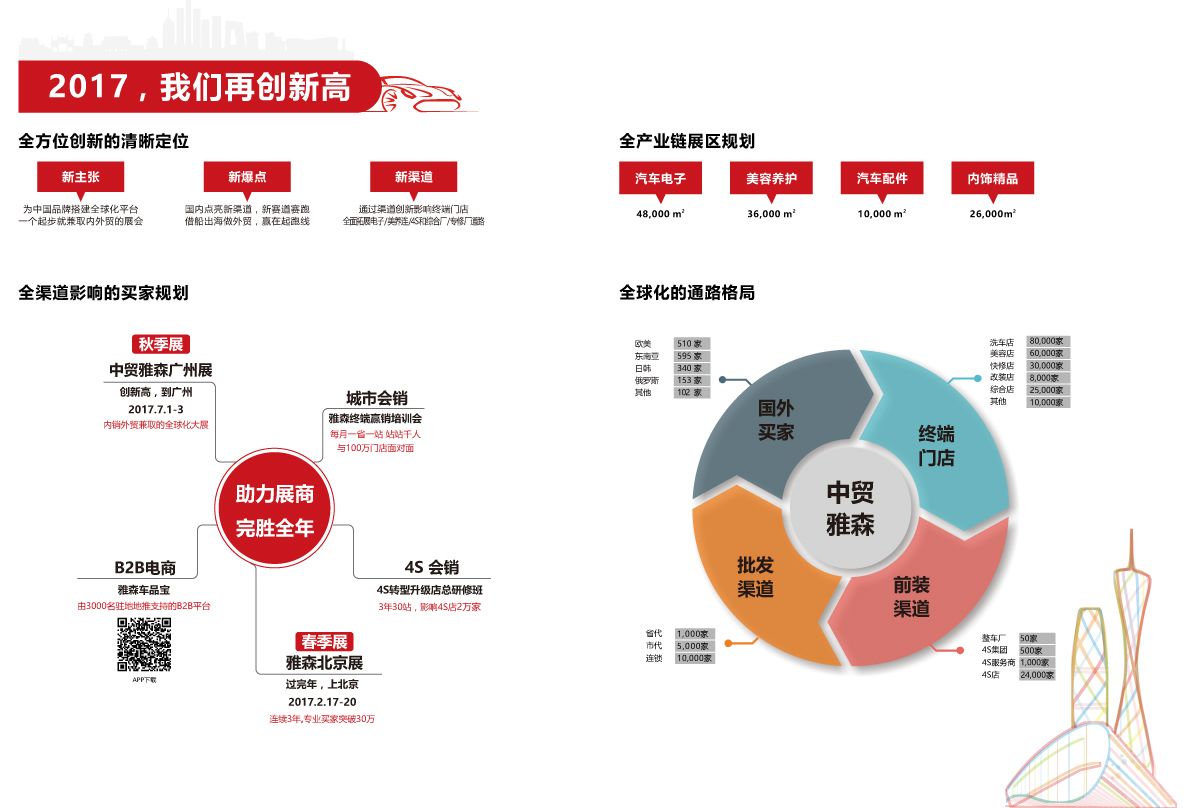 2017，我们再创新高
全方位创新的清晰定位
新主张
为中国品牌搭建全球化平台
一个起步就兼取内外贸的展会
新爆点
国内点亮新渠道，新赛道赛跑
借船出海做外贸，赢在起跑线
新渠道
通过渠道创新影响终端门店
全面拓展电子/美养连/4S和综合厂/专修厂道路
全产业链展区规划
汽车电子
48,000 ㎡
美容养护
36,000 ㎡
汽车配件
10,000 ㎡
内饰精品
26,000㎡
全渠道影响的买家规划
秋季展
中贸雅森广州展
创新高，到广州
2017.7.1-3
内销外贸兼取的全球化大展
城市会销
雅森终端赢销培训会
每月一省一站 站站千人
与100万门店面对面
助力展商
完胜全年
B2B电商
雅森车品宝
由3000名驻地地推支持的B2B平台
APP下载
4S 会销
4S转型升级店总研修班
3年30站，影响4S店2万家
春季展
雅森北京展
过完年，上北京
2017.2.17-20
连续3年,专业买家突破30万
全球化的通路格局
欧美 510 家
东南亚 595 家
日韩 340 家
俄罗斯 153 家
其他 102 家
洗车店 80,000家
美容店 60,000家
快修店 30,000家
改装店 8,000家
综合店 25,000家
其他 10,000家
国外
买家
终端
门店
中贸
雅森
批发
渠道
前装
渠道
省代 1,000家
市代 5,000家
连锁 10,000家
整车厂 50家
4S集团 500家
4S服务商 1,000家
4S店 24,000家